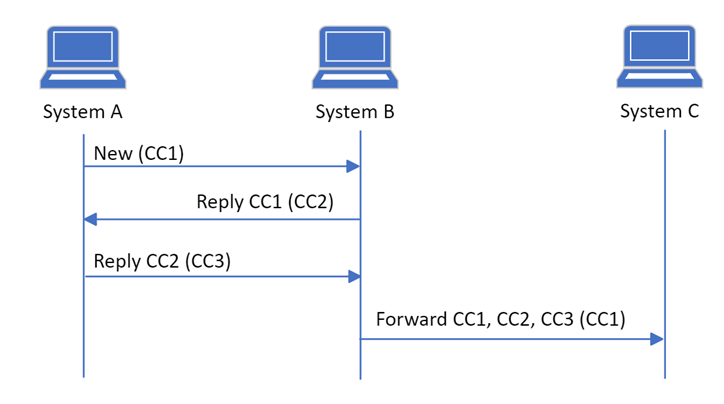 System A
System B
System C
New (CC1)
Reply CC1 (CC2)
Reply CC2 (CC3)
Forward CC1, CC2, CC3 (CC1)